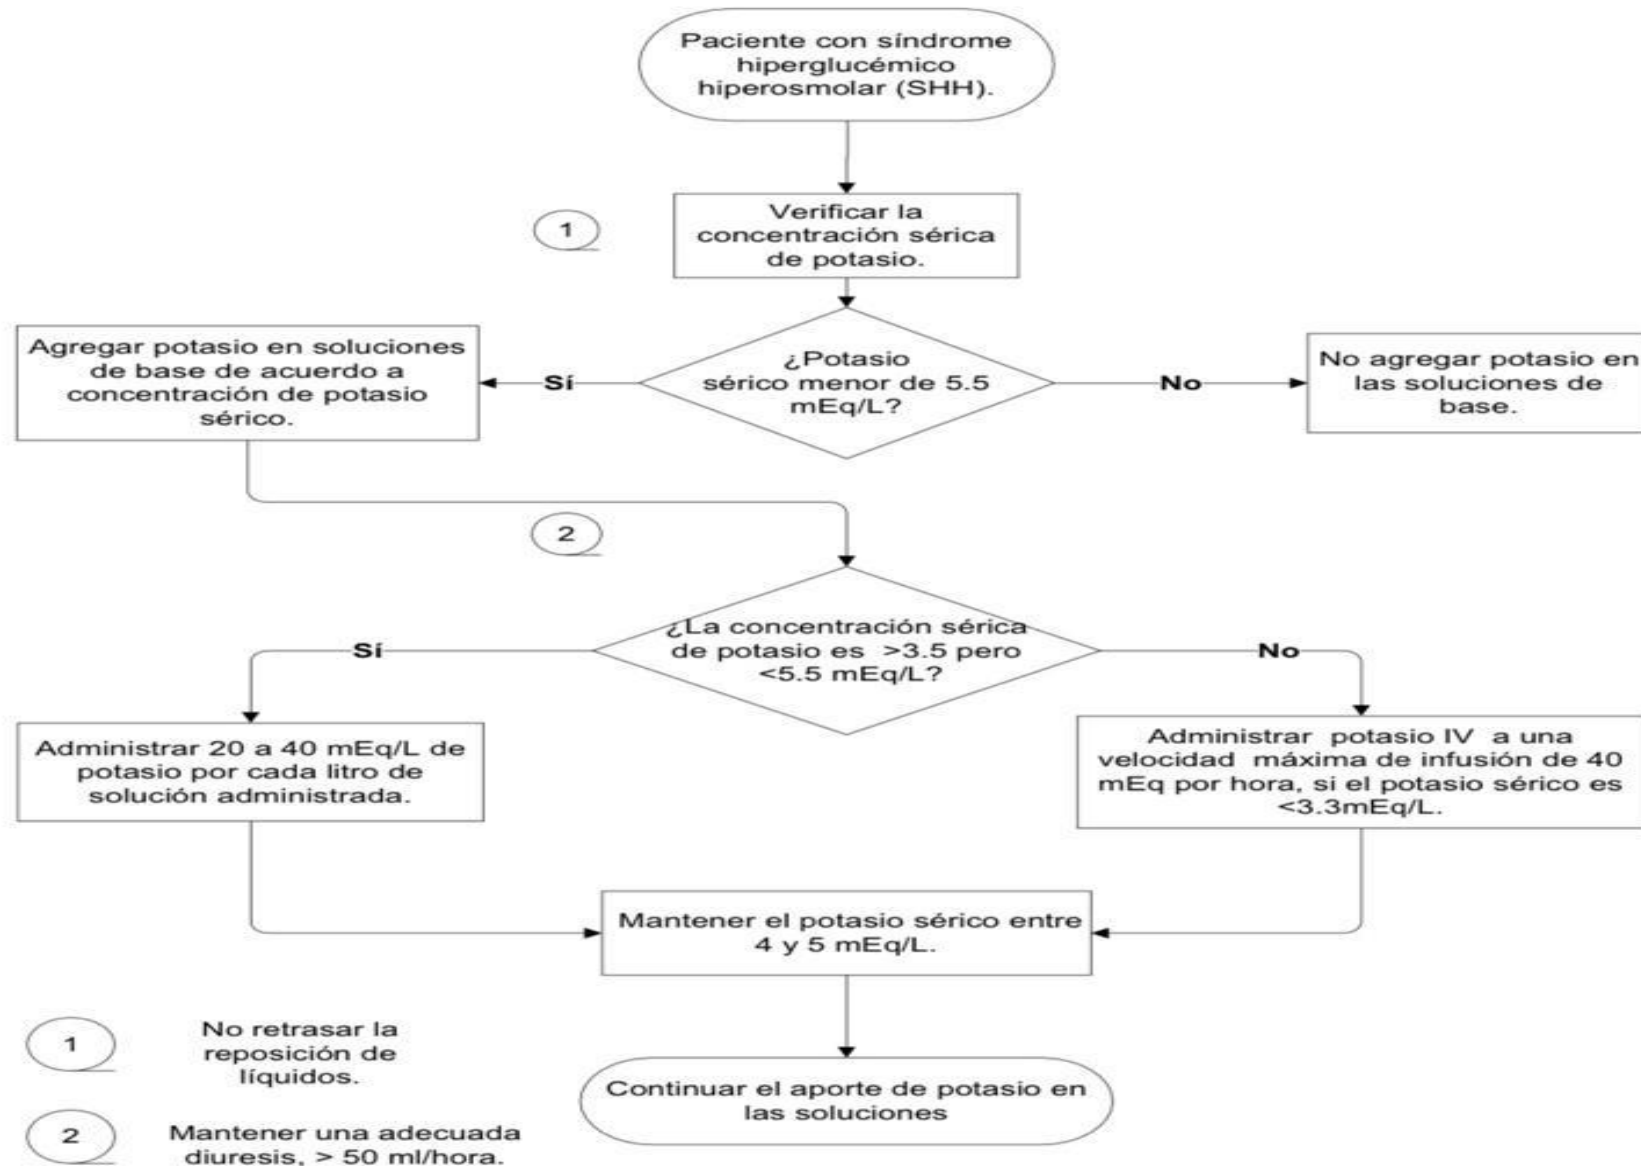 Paciente con síndrome
hiperglucémico
hiperosmolar (SHH).
1
Verificar la
concentración sérica
de potasio.
Agregar potasio en soluciones
de base de acuerdo a
concentración de potasio
sérico.
Sí
¿Potasio
sérico menor de 5.5
mEq/L?
No
No agregar potasio en
las soluciones de
base.
2
Sí
¿La concentración sérica
de potasio es >3.5 pero
<5.5 mEq/L?
No
Administrar 20 a 40 mEq/L de
potasio por cada litro de
solución administrada.
Administrar potasio IV a una
velocidad máxima de infusión de 40
mEq por hora, si el potasio sérico es
<3.3mEq/L.
Mantener el potasio sérico entre
4 y 5 mEq/L.
Continuar el aporte de potasio en
las soluciones
1
No retrasar la
reposición de
líquidos.
2
Mantener una adecuada
diuresis, > 50 ml/hora.